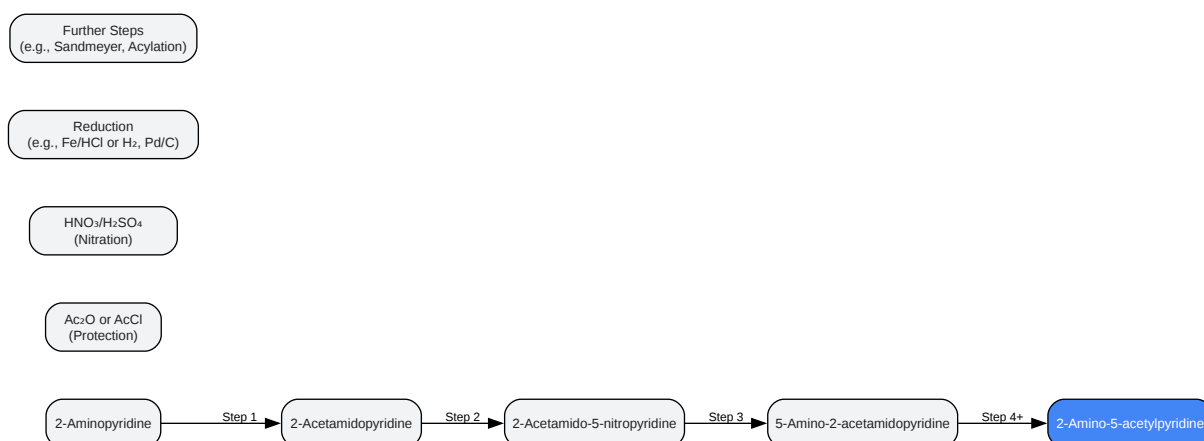 Further Steps
(e.g., Sandmeyer, Acylation)
Reduction
(e.g., Fe/HCl or H₂, Pd/C)
HNO₃/H₂SO₄
(Nitration)
Ac₂O or AcCl
(Protection)
2-Aminopyridine
Step 1
2-Acetamidopyridine
Step 2
2-Acetamido-5-nitropyridine
Step 3
5-Amino-2-acetamidopyridine
Step 4+
2-Amino-5-acetylpyridine